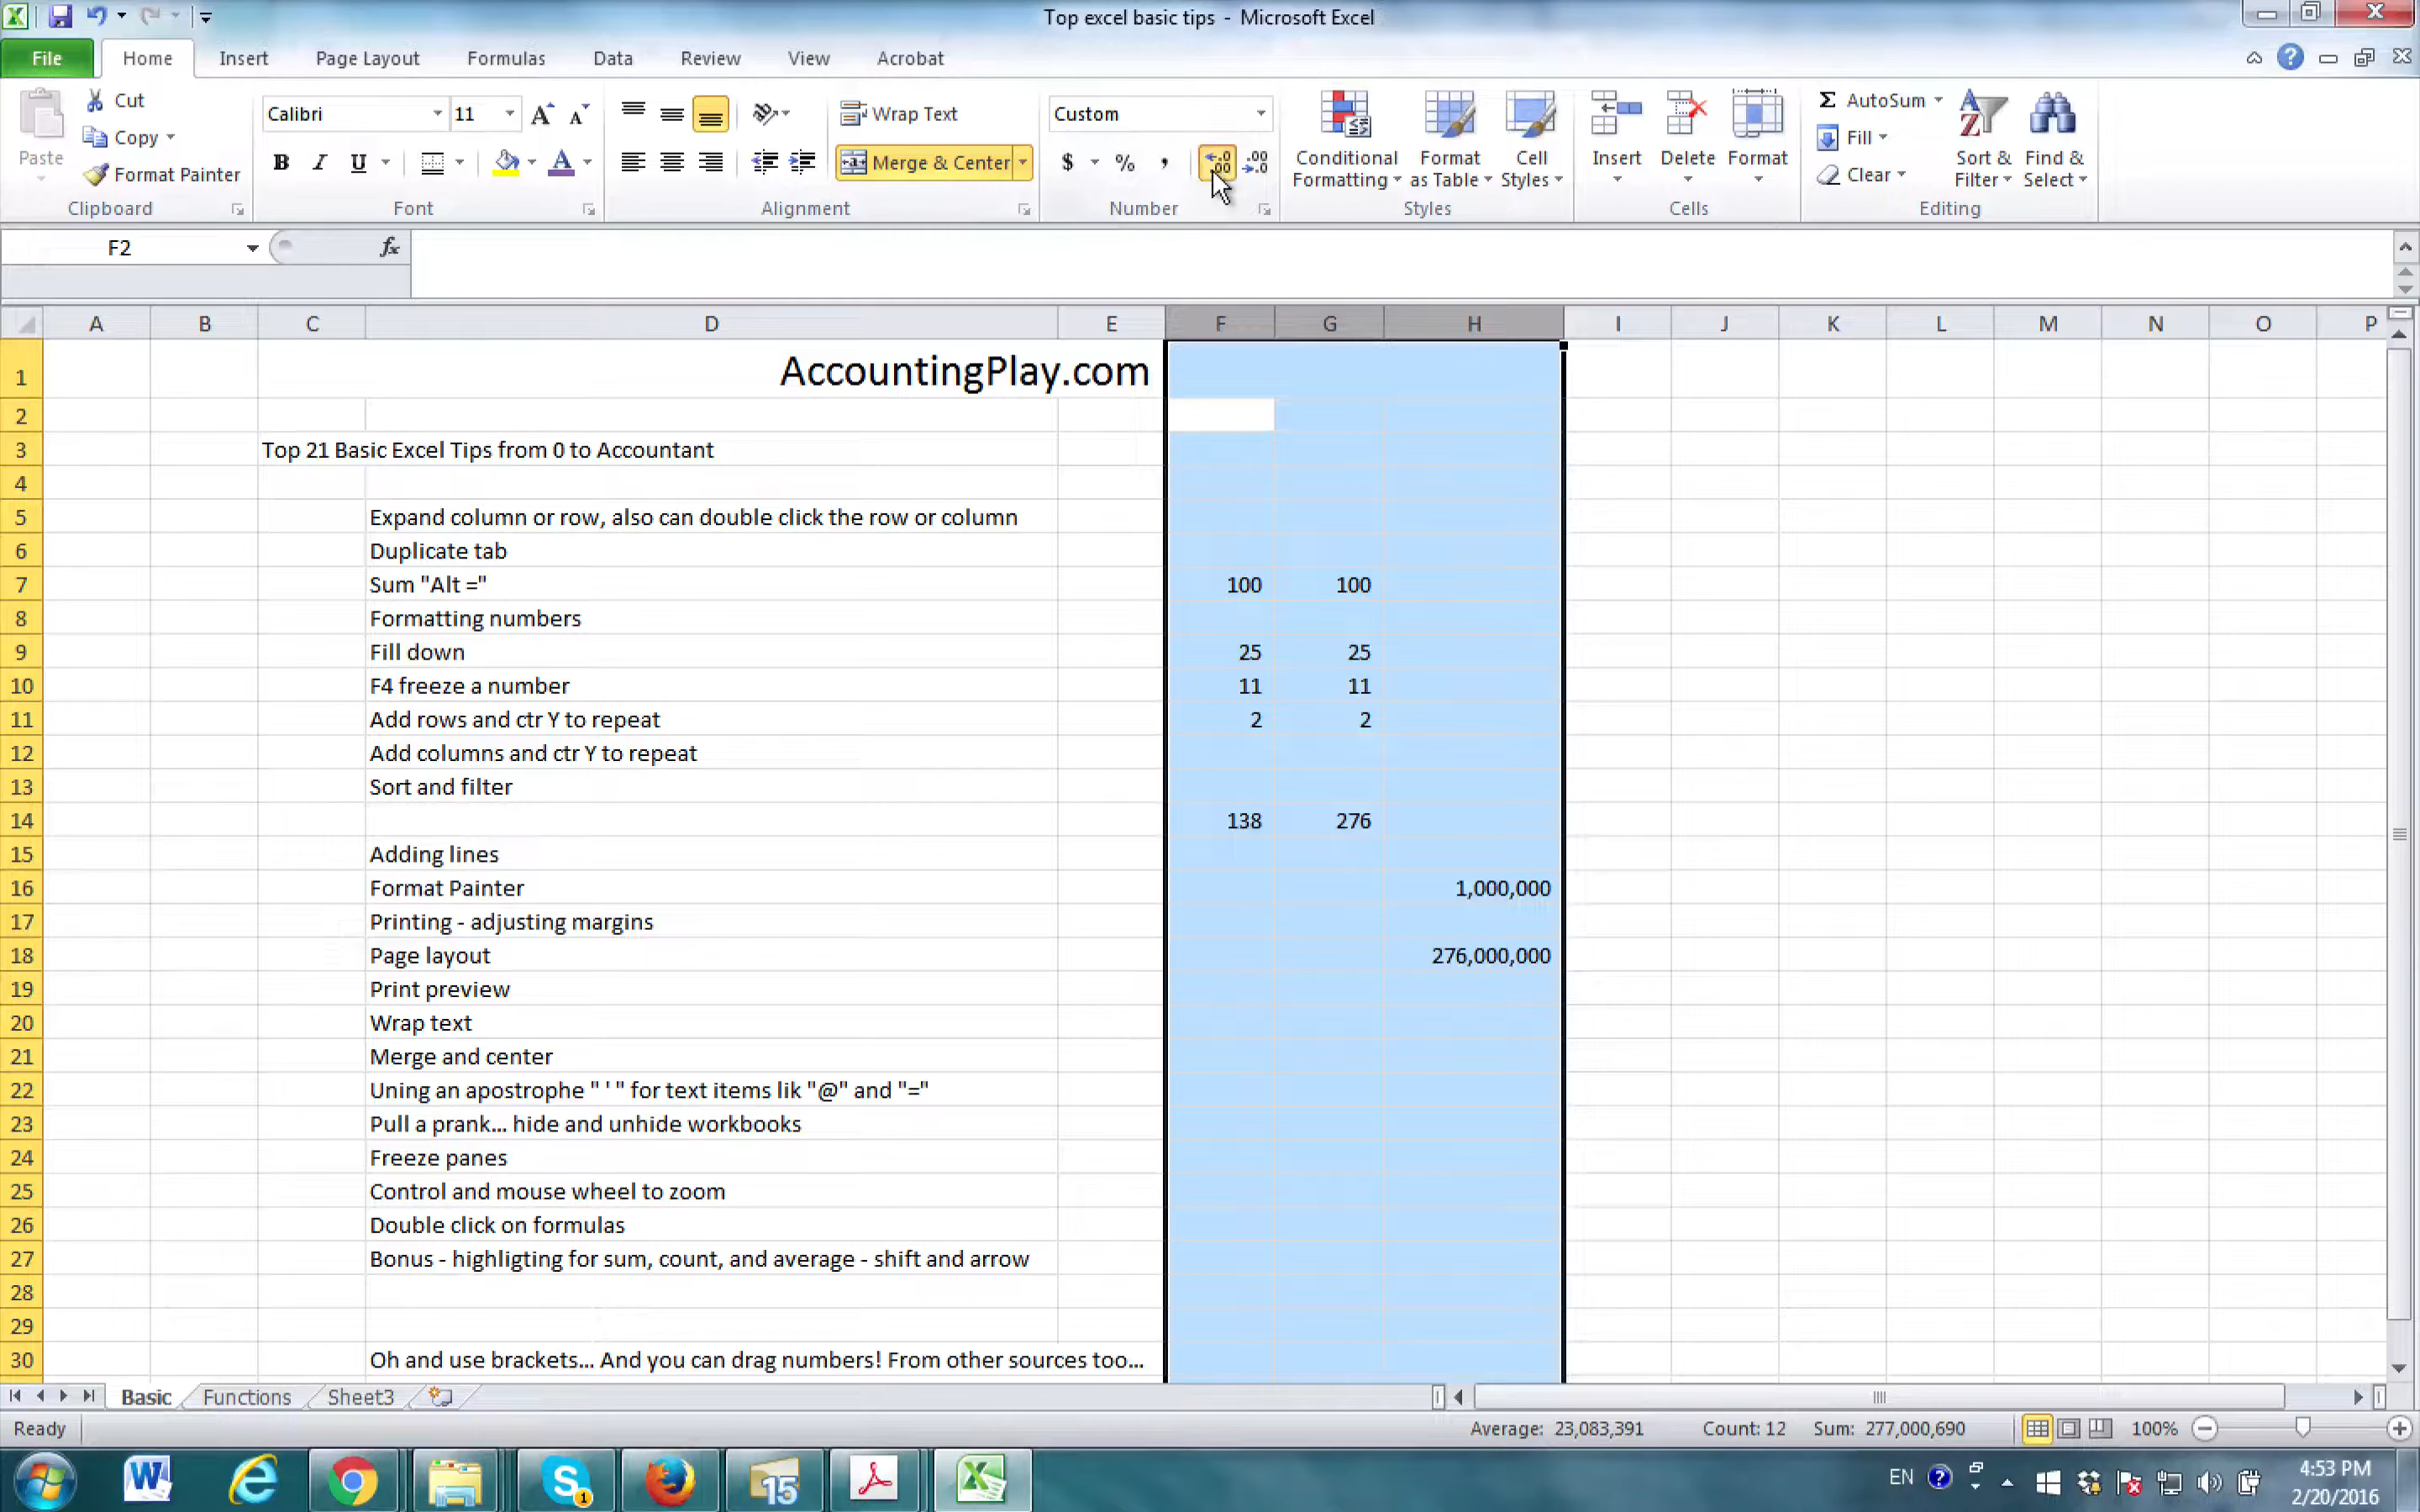 Top excel basic tips - Microsoft Excel
File Home Insert Page Layout Formulas Data Review View Acrobat
Paste Cut Copy Format Painter Clipboard
Calibri 11 B I U A Font
Wrap Text Merge & Center Alignment
Custom $ % , .0 .00 .00 .0 Number
Conditional Formatting Format as Table Cell Styles Styles
Insert Delete Format Cells
Σ AutoSum Fill Clear Sort & Filter Find & Select Editing
F2 fx
A B C D E F G H I J K L M N O P
1 AccountingPlay.com
2
3 Top 21 Basic Excel Tips from 0 to Accountant
4
5 Expand column or row, also can double click the row or column
6 Duplicate tab
7 Sum "Alt =" 100 100
8 Formatting numbers
9 Fill down 25 25
10 F4 freeze a number 11 11
11 Add rows and ctr Y to repeat 2 2
12 Add columns and ctr Y to repeat
13 Sort and filter
14 138 276
15 Adding lines
16 Format Painter 1,000,000
17 Printing - adjusting margins
18 Page layout 276,000,000
19 Print preview
20 Wrap text
21 Merge and center
22 Uning an apostrophe " ' " for text items lik "@" and "="
23 Pull a prank... hide and unhide workbooks
24 Freeze panes
25 Control and mouse wheel to zoom
26 Double click on formulas
27 Bonus - highligting for sum, count, and average - shift and arrow
28
29
30 Oh and use brackets... And you can drag numbers! From other sources too...
Basic Functions Sheet3
Ready Average: 23,083,391 Count: 12 Sum: 277,000,690 100%
W S 1 15 X EN 4:53 PM
2/20/2016